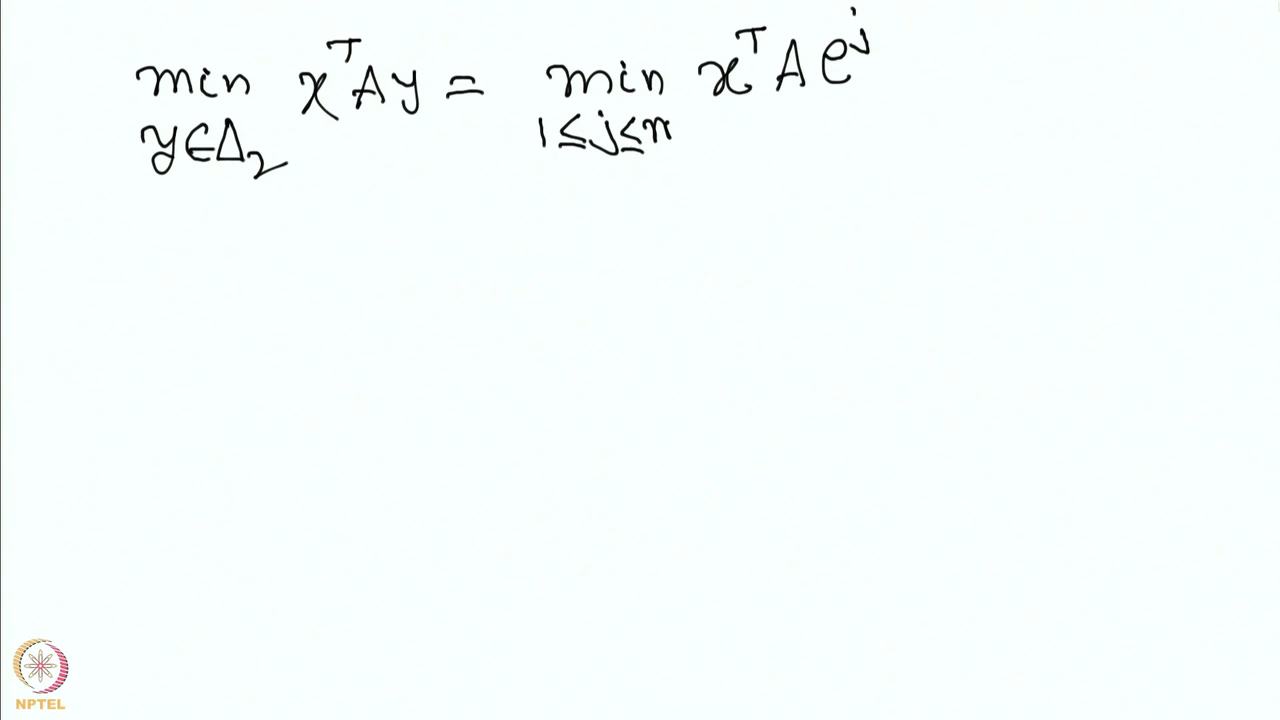 min x^T A y = min x^T A e^j
y∈Δ_2 1≤j≤n
NPTEL